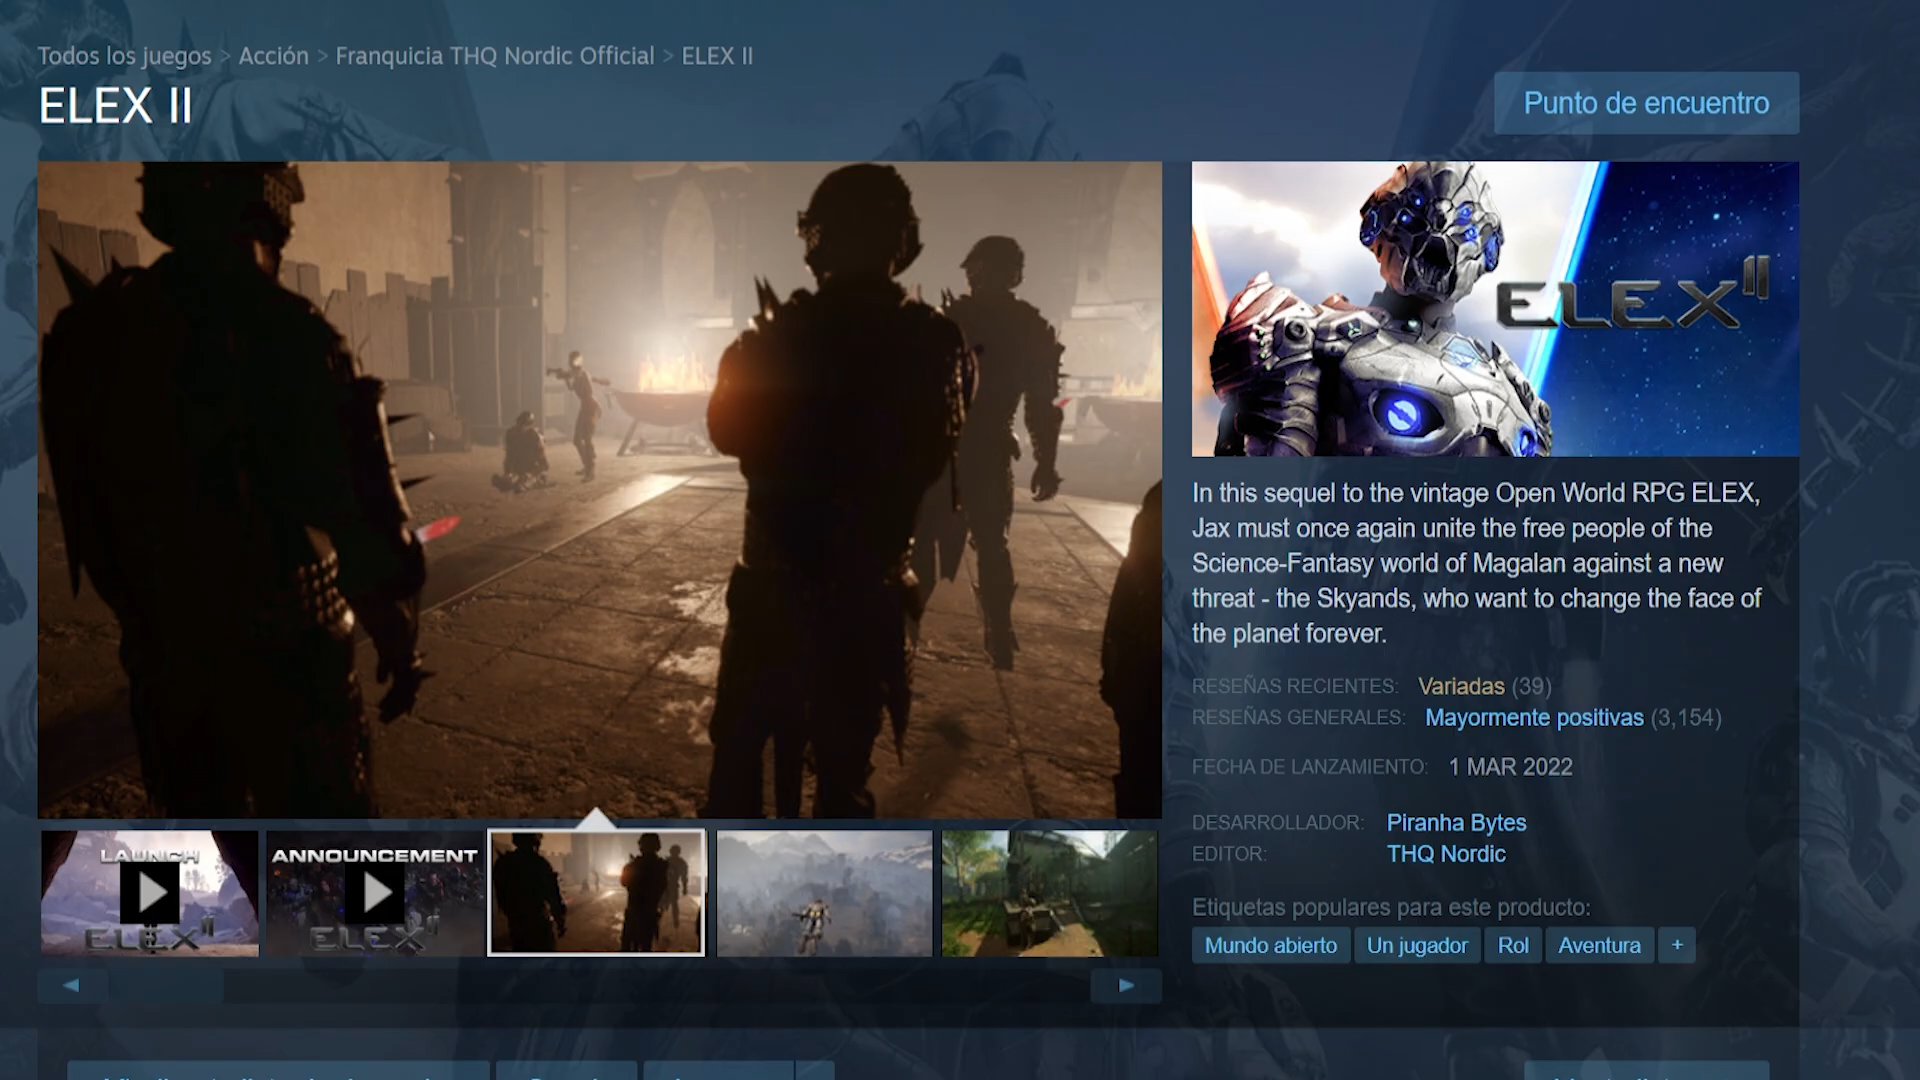 Todos los juegos > Acción > Franquicia THQ Nordic Official > ELEX II
ELEX II
Punto de encuentro
ELEX II
In this sequel to the vintage Open World RPG ELEX,
Jax must once again unite the free people of the
Science-Fantasy world of Magalan against a new
threat - the Skyands, who want to change the face of
the planet forever.
RESEÑAS RECIENTES: Variadas (39)
RESEÑAS GENERALES: Mayormente positivas (3,154)
FECHA DE LANZAMIENTO: 1 MAR 2022
DESARROLLADOR: Piranha Bytes
EDITOR: THQ Nordic
Etiquetas populares para este producto:
Mundo abierto Un jugador Rol Aventura +
LAUNCH
ELEX II
ANNOUNCEMENT
ELEX II